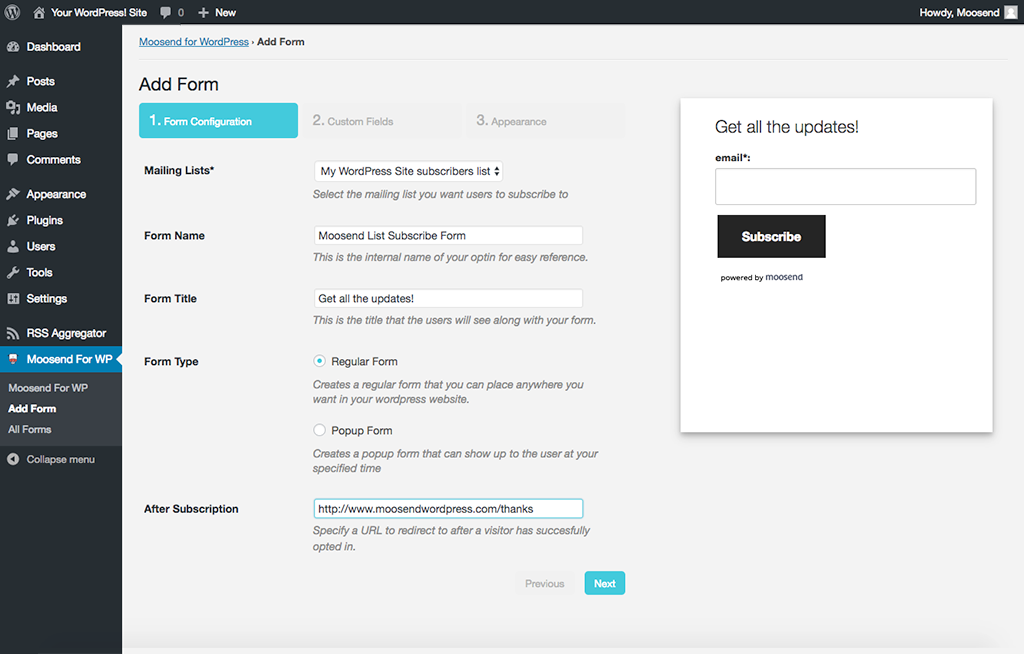 Your WordPress! Site 0 New Howdy, Moosend
Dashboard
Posts
Media
Pages
Comments
Appearance
Plugins
Users
Tools
Settings
RSS Aggregator
Moosend For WP
Moosend For WP
Add Form
All Forms
Collapse menu
Moosend for WordPress › Add Form
Add Form
1. Form Configuration 2. Custom Fields 3. Appearance
Mailing Lists* My WordPress Site subscribers list
Select the mailing list you want users to subscribe to
Form Name Moosend List Subscribe Form
This is the internal name of your optin for easy reference.
Form Title Get all the updates!
This is the title that the users will see along with your form.
Form Type Regular Form
Creates a regular form that you can place anywhere you
want in your wordpress website.
Popup Form
Creates a popup form that can show up to the user at your
specified time
After Subscription http://www.moosendwordpress.com/thanks
Specify a URL to redirect to after a visitor has succesfully
opted in.
Previous Next
Get all the updates!
email*:
Subscribe
powered by moosend